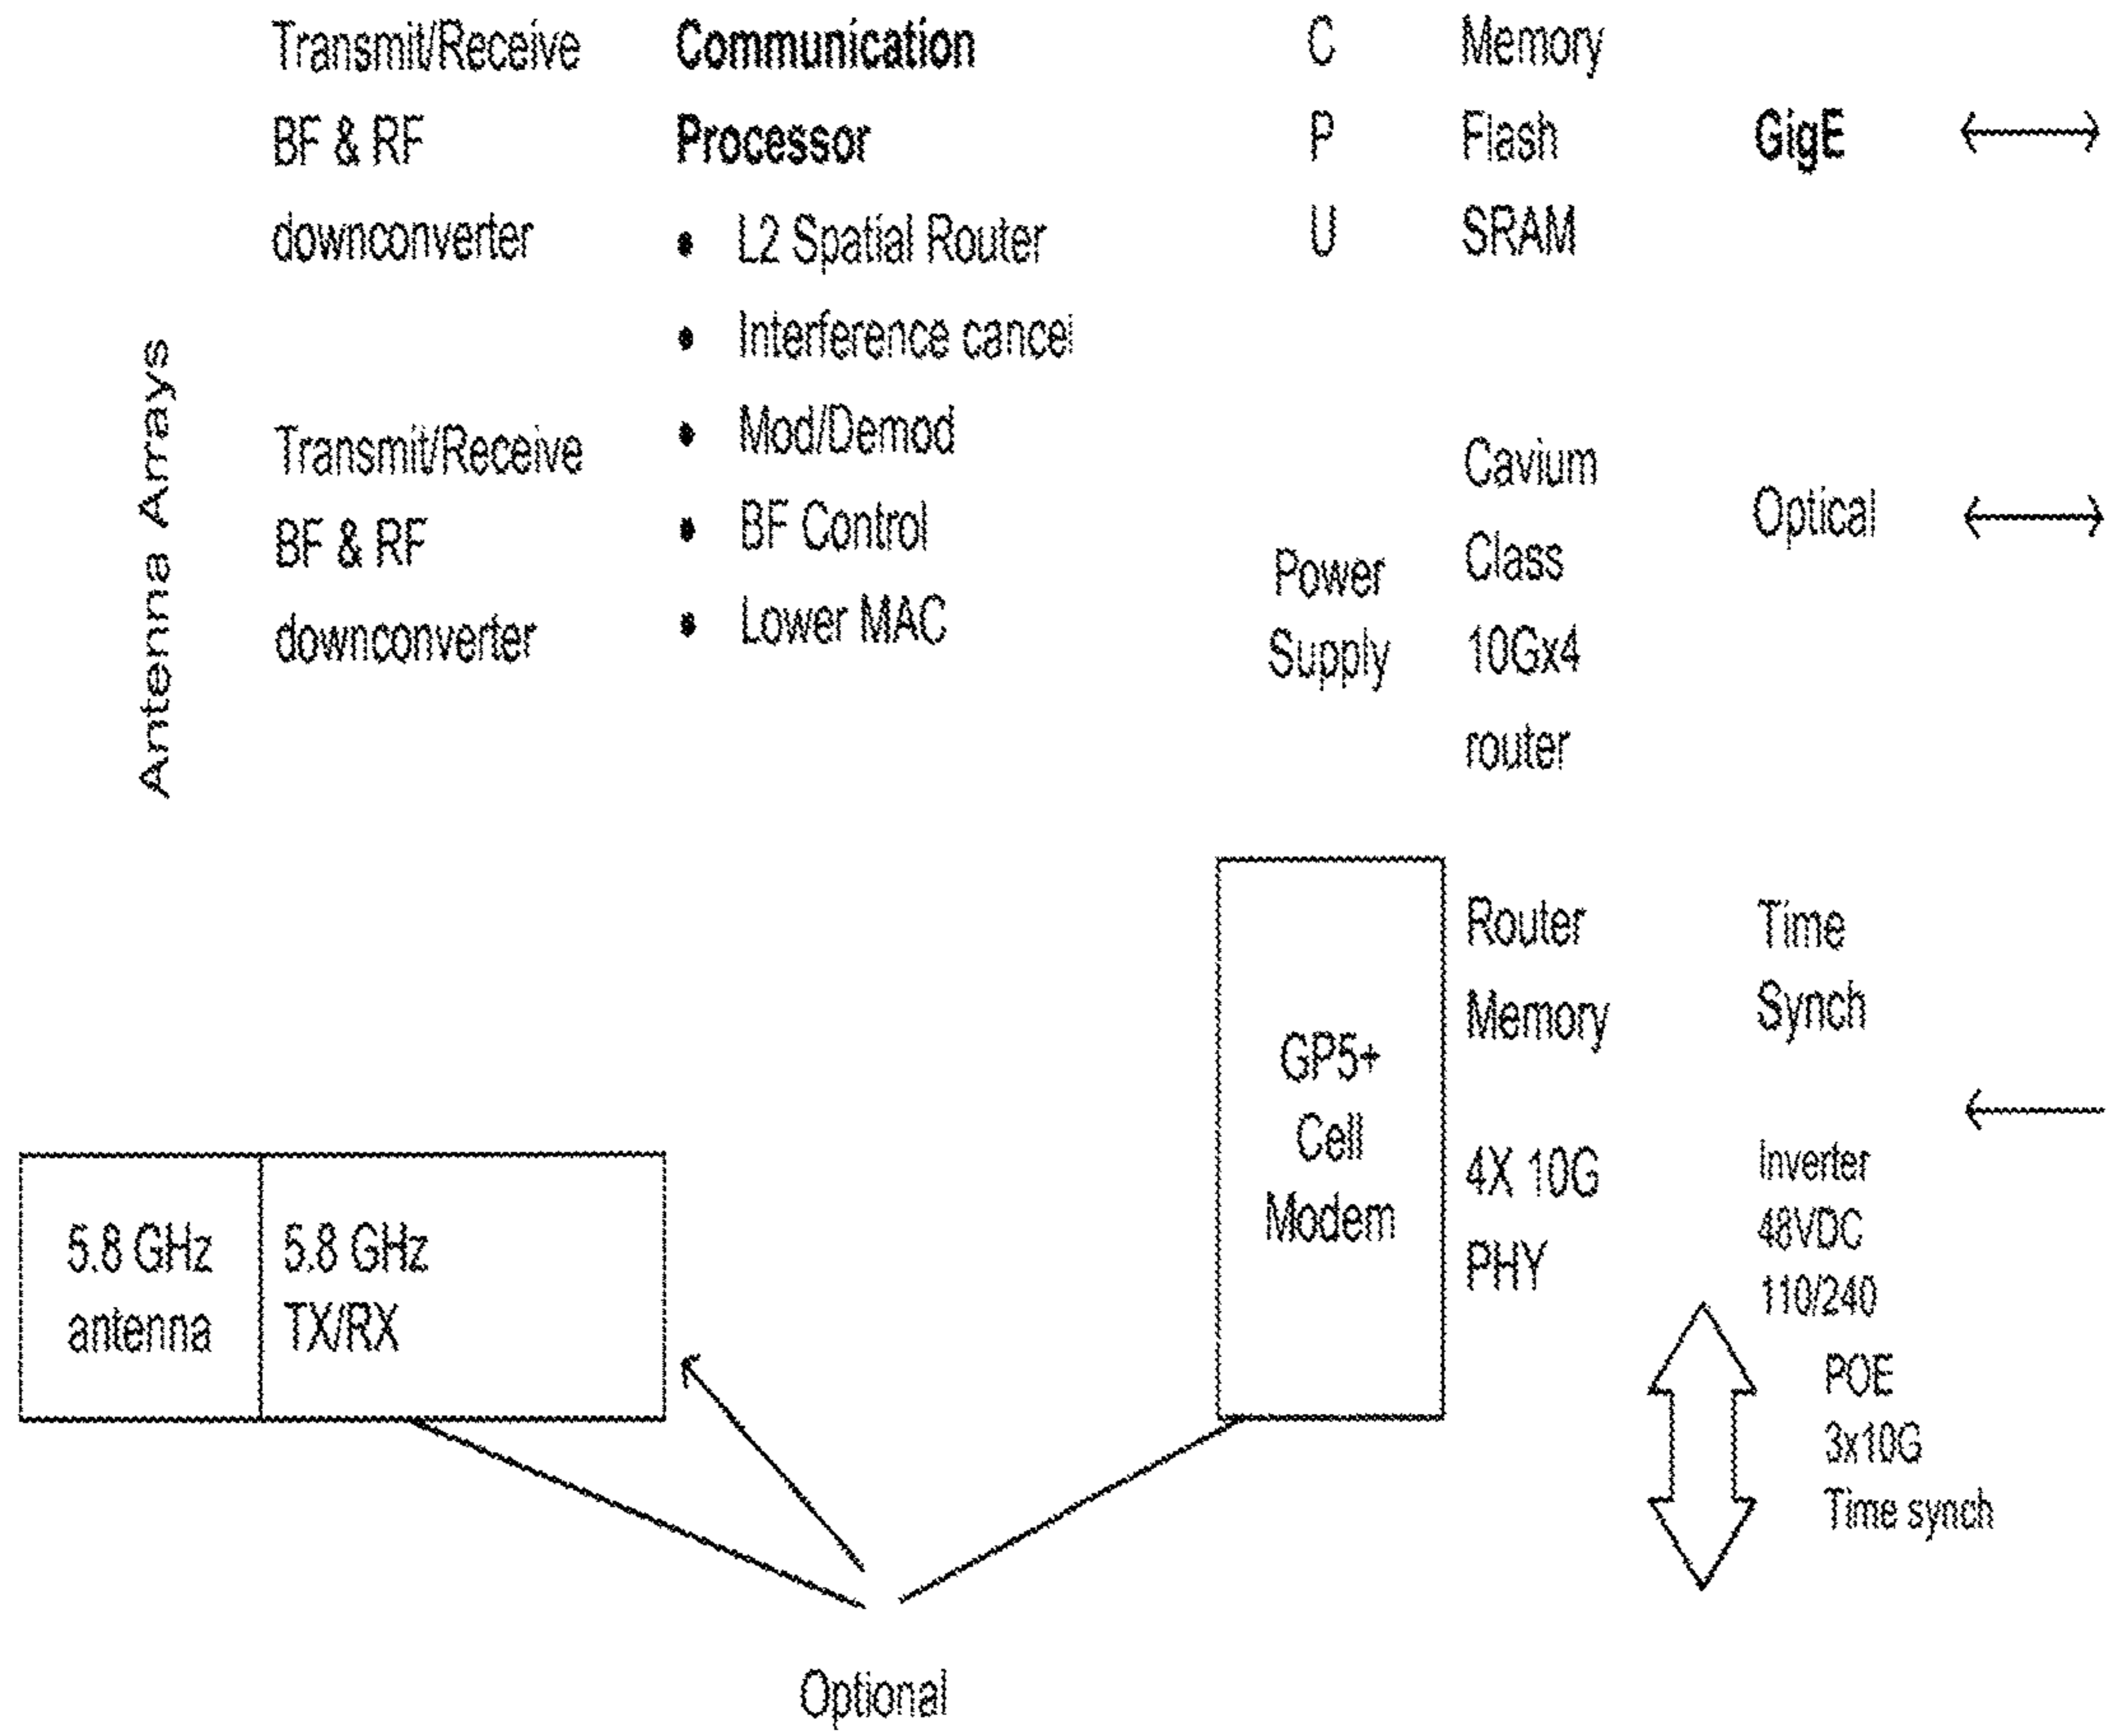 Transmit/Receive
BF & RF
downconverter
Communication
Processor
• L2 Spatial Router
• Interference cancel
• Mod/Demod
• BF Control
• Lower MAC
C
P
U
Memory
Flash
SRAM
GigE
Antenna Arrays
Transmit/Receive
BF & RF
downconverter
Power
Supply
Cavium
Class
10Gx4
router
Optical
GP5+
Cell
Modem
Router
Memory
4X 10G
PHY
Time
Synch
Inverter
48VDC
110/240
POE
3x10G
Time synch
5.8 GHz
antenna
5.8 GHz
TX/RX
Optional